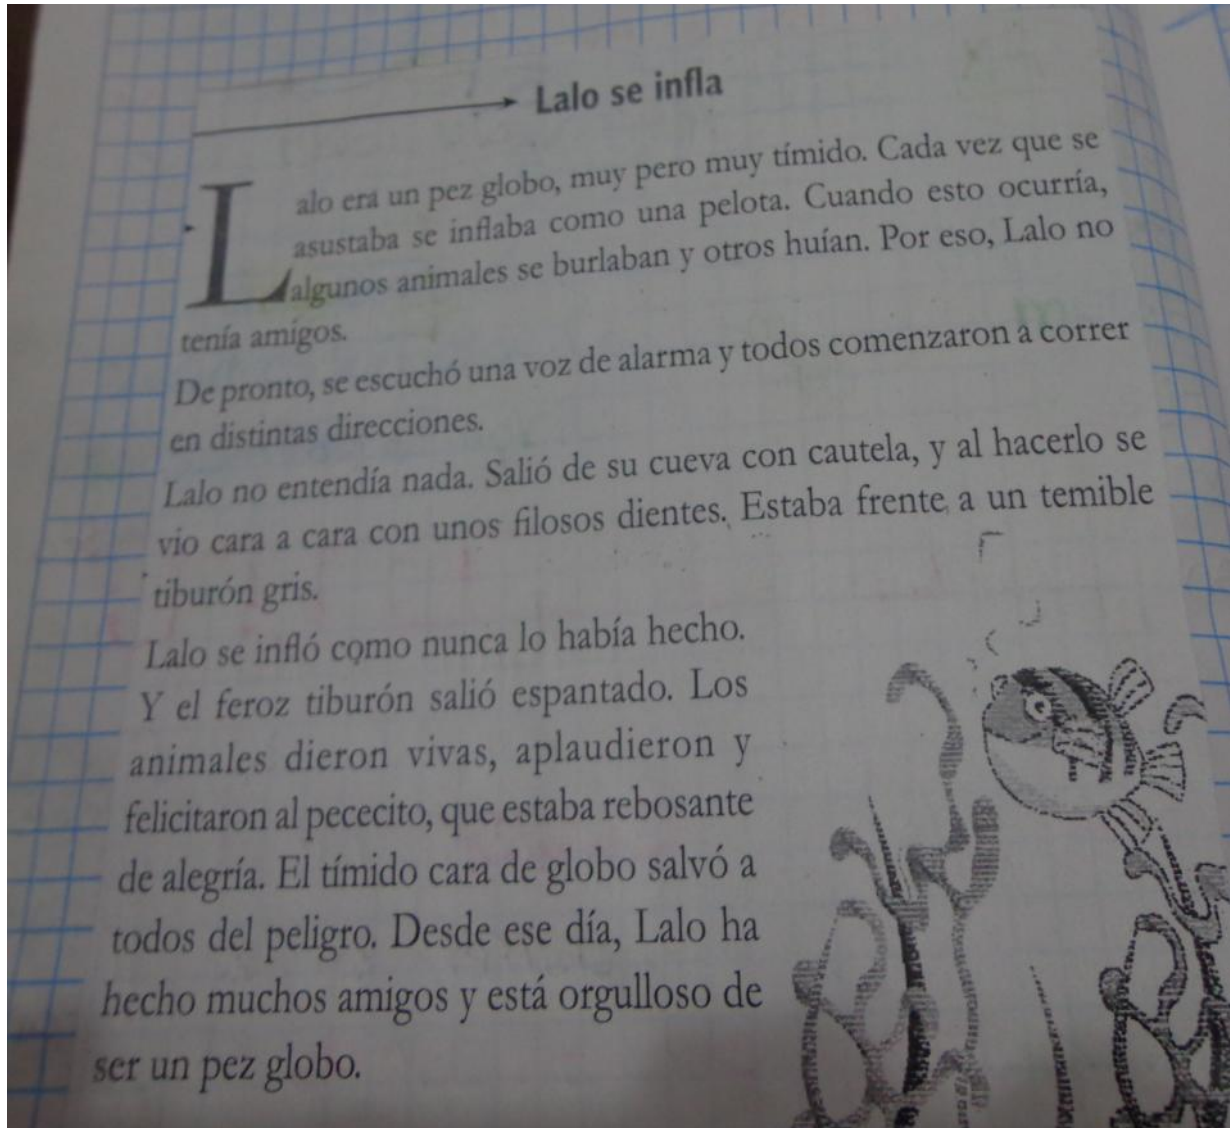 Lalo se infla
Lalo era un pez globo, muy pero muy tímido. Cada vez que se
asustaba se inflaba como una pelota. Cuando esto ocurría,
algunos animales se burlaban y otros huían. Por eso, Lalo no
tenía amigos.
De pronto, se escuchó una voz de alarma y todos comenzaron a correr
en distintas direcciones.
Lalo no entendía nada. Salió de su cueva con cautela, y al hacerlo se
vio cara a cara con unos filosos dientes. Estaba frente a un temible
tiburón gris.
Lalo se infló como nunca lo había hecho.
Y el feroz tiburón salió espantado. Los
animales dieron vivas, aplaudieron y
felicitaron al pececito, que estaba rebosante
de alegría. El tímido cara de globo salvó a
todos del peligro. Desde ese día, Lalo ha
hecho muchos amigos y está orgulloso de
ser un pez globo.